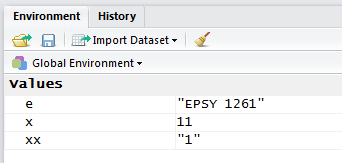 Environment History
Import Dataset
Global Environment
Values
e "EPSY 1261"
x 11
xx "1"